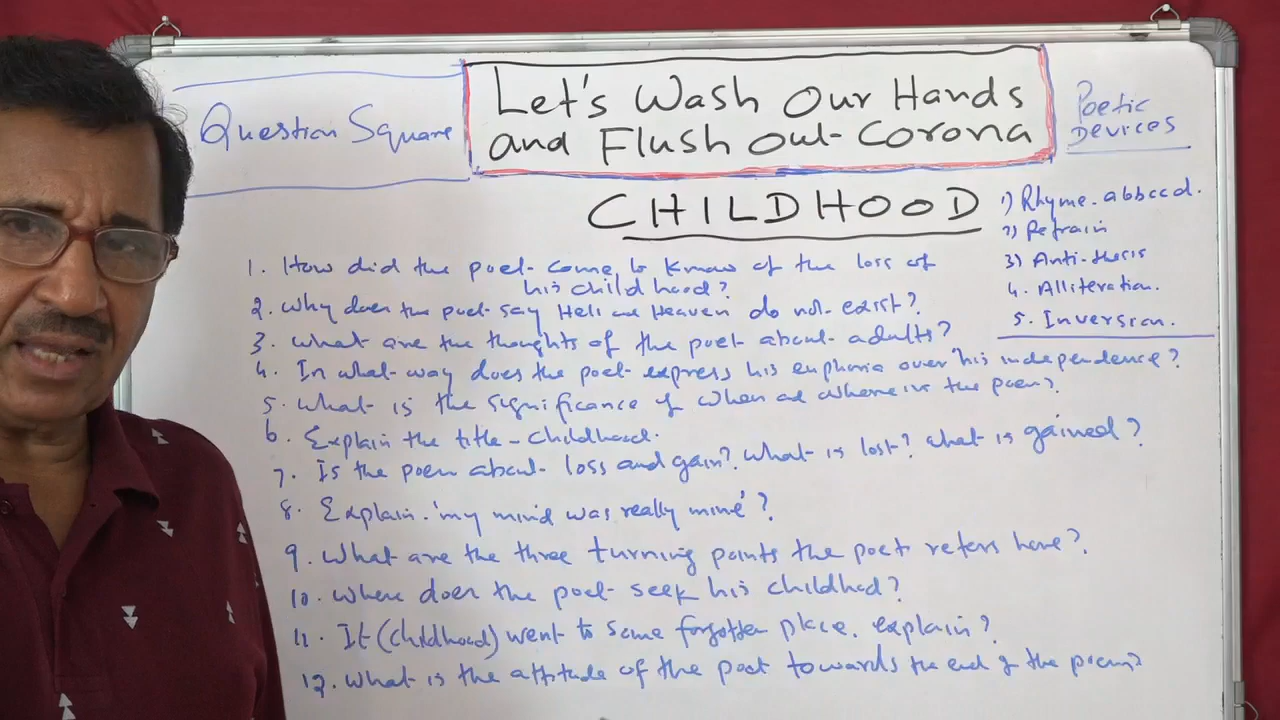 Question Square
Let's Wash Our Hands
and Flush Out Corona
Poetic
Devices
CHILDHOOD
1) Rhyme - abbccd.
2) Refrain
3) Anti-thesis
4. Alliteration.
5. Inversion.
1. How did the poet come to know of the loss of
his childhood?
2. Why does the poet say Hell and Heaven do not exist?
3. What are the thoughts of the poet about adults?
4. In what way does the poet express his euphoria over his independence?
5. What is the significance of When and Where in the poem?
6. Explain the title - Childhood.
7. Is the poem about loss and gain? What is lost? What is gained?
8. Explain. 'my mind was really mine'?
9. What are the three turning points the poet refers here?
10. Where does the poet seek his childhad?
11. It (childhood) went to some forgotten place. explain?
12. What is the attitude of the poet towards the end of the poem?